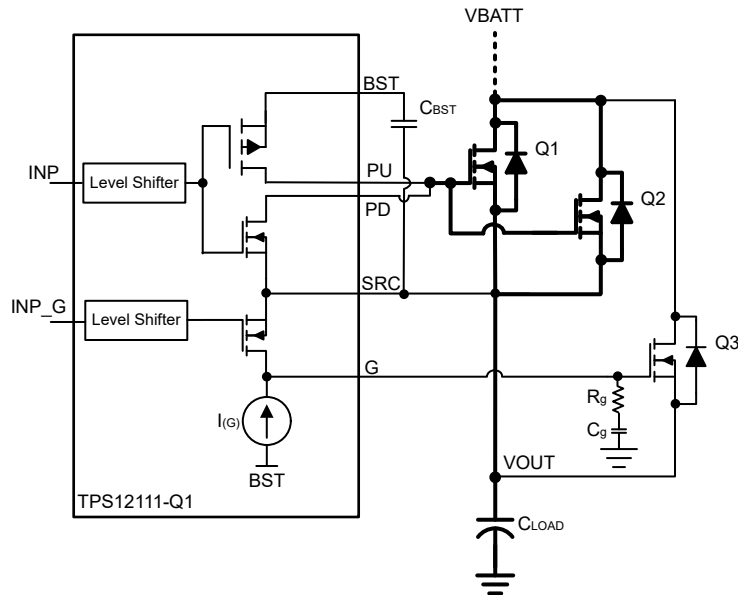 VBATT
BST
CBST
Q1
INP
Level Shifter
PU
PD
Q2
SRC
INP_G
Level Shifter
G
Q3
Rg
Cg
I(G)
BST
VOUT
TPS12111-Q1
CLOAD